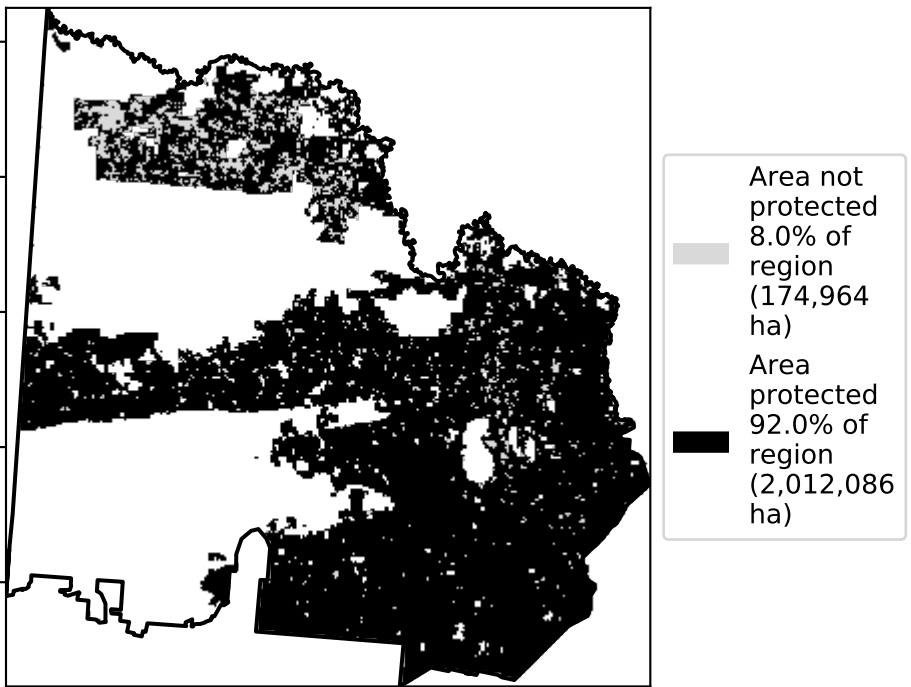 Area not
protected
8.0% of
region
(174,964
ha)
Area
protected
92.0% of
region
(2,012,086
ha)